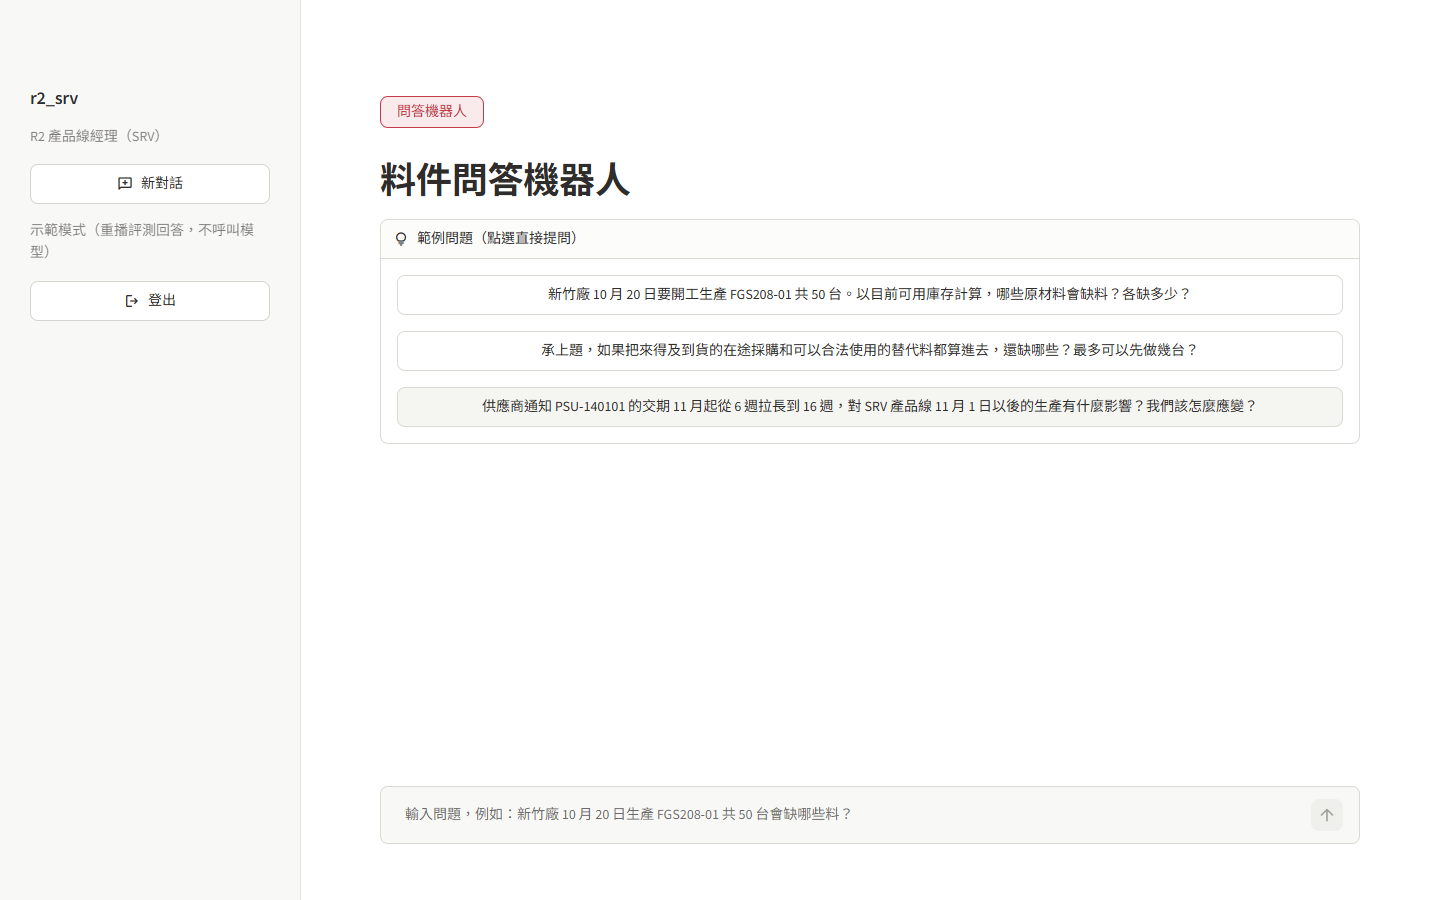 r2_srv
R2 產品線經理（SRV）
新對話
示範模式（重播評測回答，不呼叫模
型）
登出
問答機器人
料件問答機器人
範例問題（點選直接提問）
新竹廠 10 月 20 日要開工生產 FGS208-01 共 50 台。以目前可用庫存計算，哪些原材料會缺料？各缺多少？
承上題，如果把來得及到貨的在途採購和可以合法使用的替代料都算進去，還缺哪些？最多可以先做幾台？
供應商通知 PSU-140101 的交期 11 月起從 6 週拉長到 16 週，對 SRV 產品線 11 月 1 日以後的生產有什麼影響？我們該怎麼應變？
輸入問題，例如：新竹廠 10 月 20 日生產 FGS208-01 共 50 台會缺哪些料？